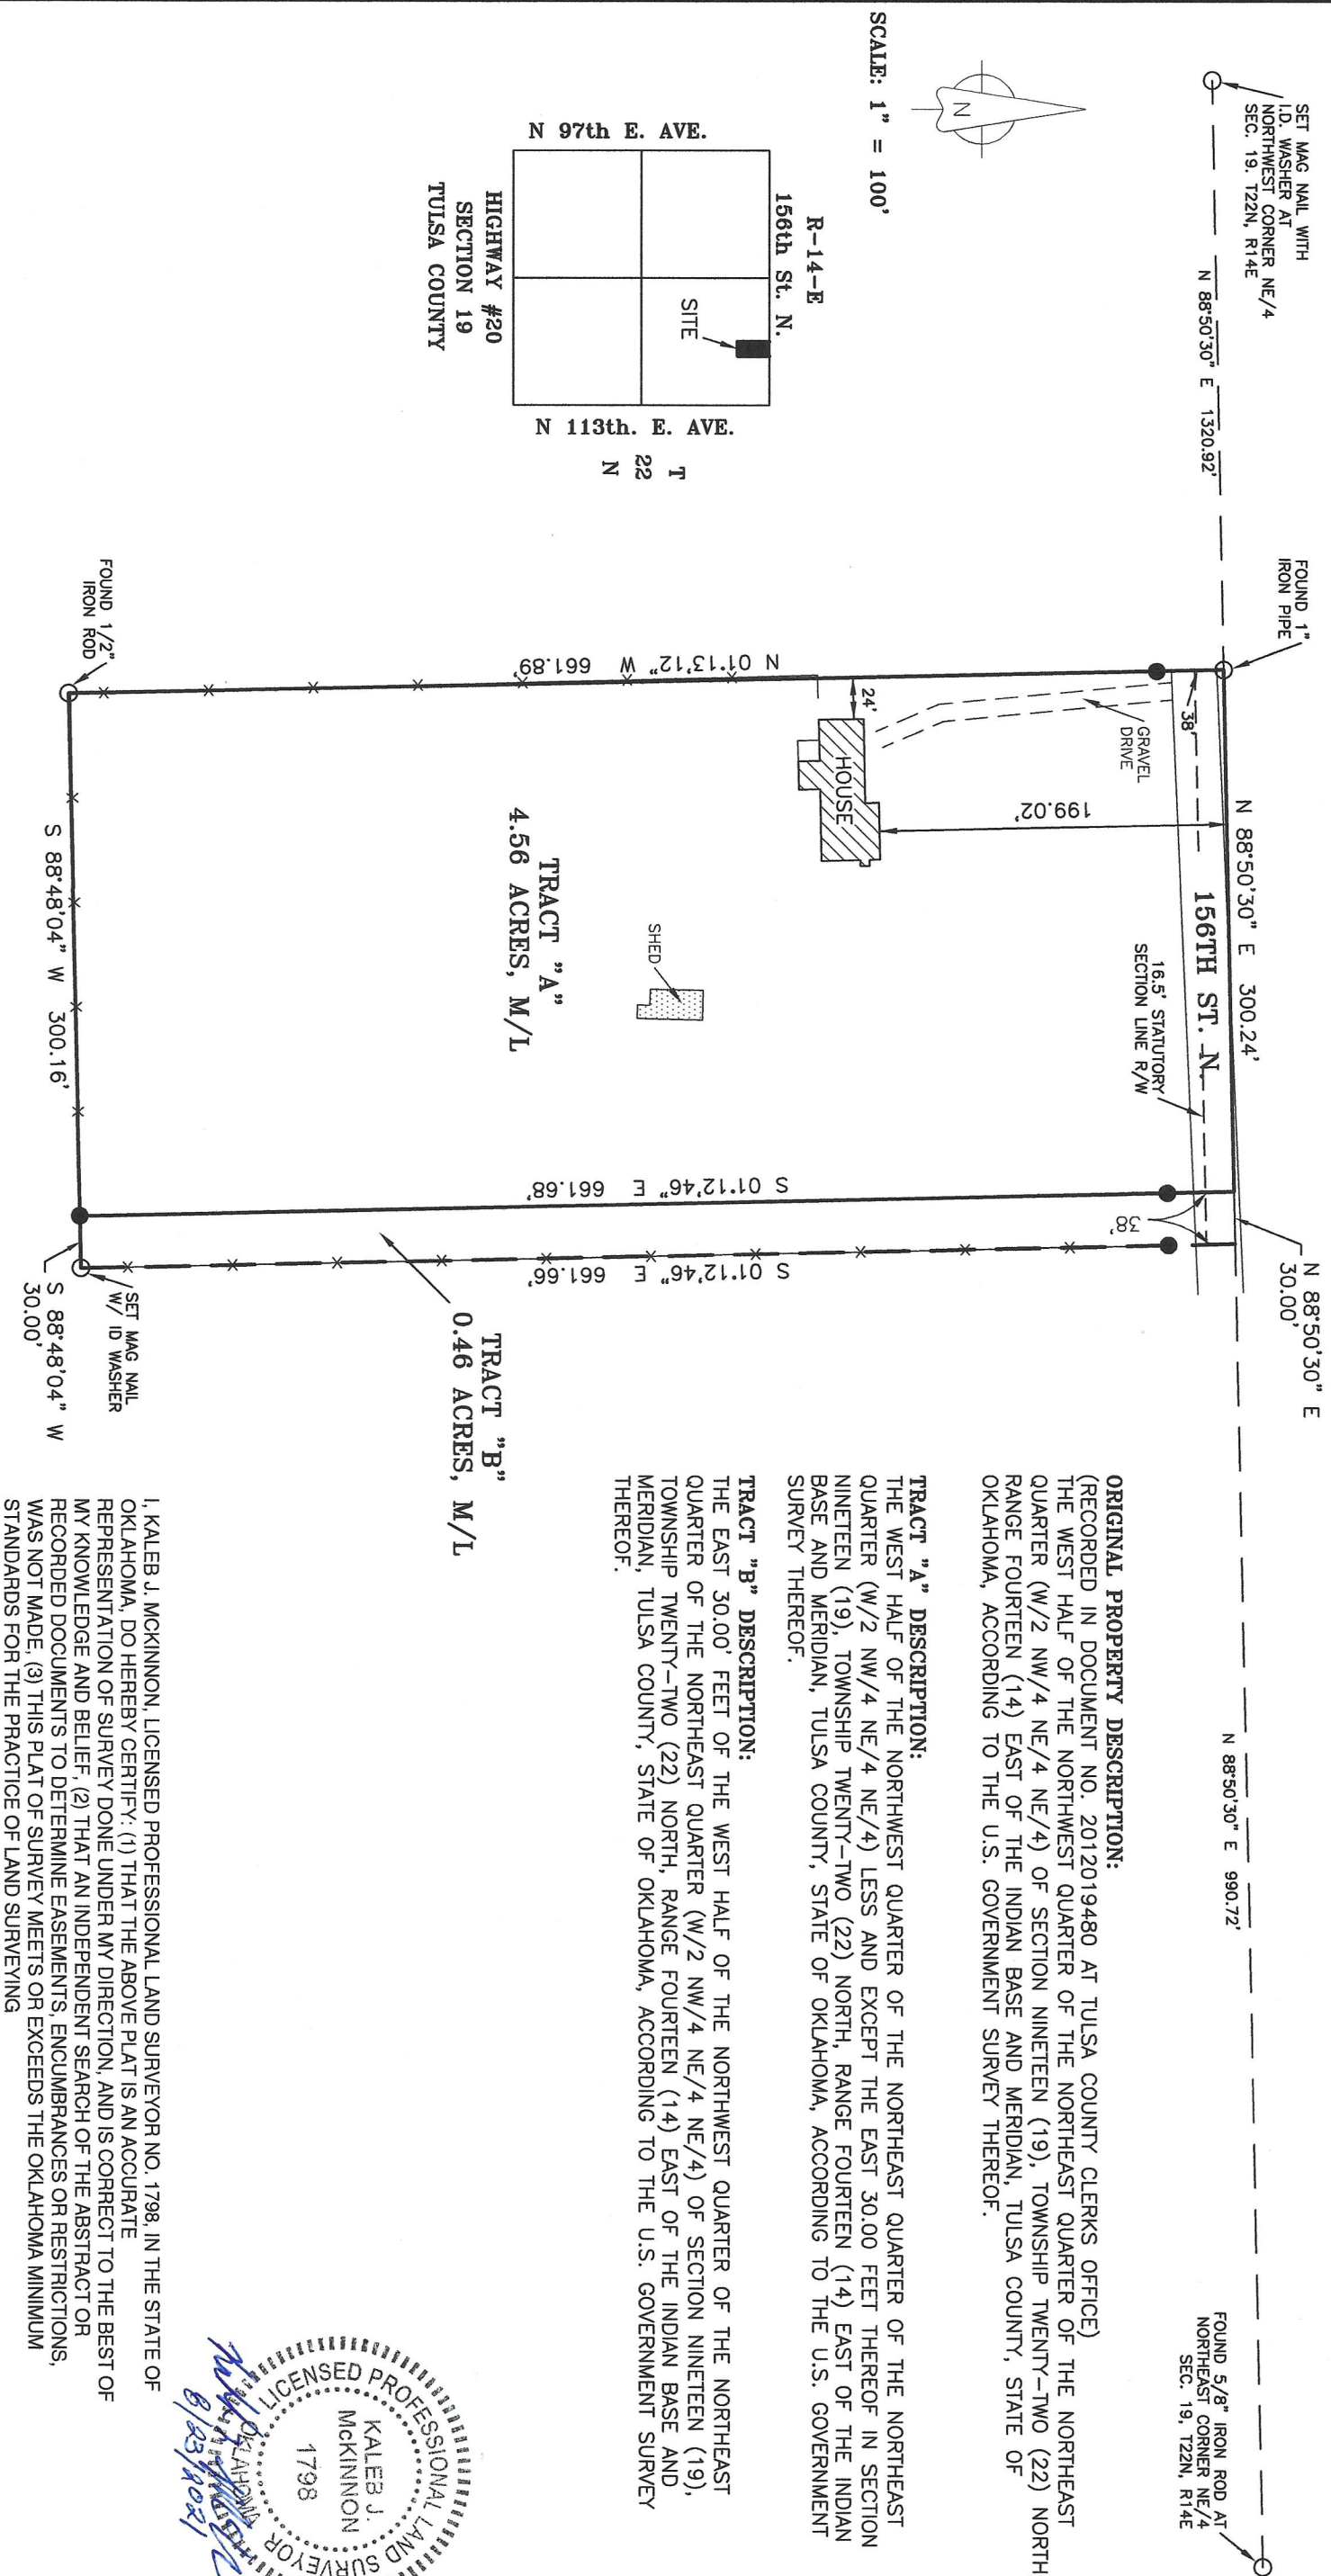 SET MAG NAIL WITH
I.D. WASHER AT
NORTHWEST CORNER NE/4
SEC. 19, T22N, R14E
N 88°50'30" E 1320.92'
FOUND 1"
IRON PIPE
N 88°50'30" E 300.24'
N 88°50'30" E
30.00'
N 88°50'30" E 990.72'
FOUND 5/8" IRON ROD AT
NORTHEAST CORNER NE/4
SEC. 19, T22N, R14E
N
SCALE: 1" = 100'
R-14-E
156th St. N.
N 97th E. AVE.
SITE
N 113th. E. AVE.
T
22
N
HIGHWAY #20
SECTION 19
TULSA COUNTY
38'
156TH ST. N.
16.5' STATUTORY
SECTION LINE R/W
38'
GRAVEL
DRIVE
199.02'
24'
HOUSE
SHED
N 01°13'12" W 661.89'
TRACT "A"
4.56 ACRES, M/L
S 01°12'46" E 661.68'
S 01°12'46" E 661.66'
TRACT "B"
0.46 ACRES, M/L
FOUND 1/2"
IRON ROD
S 88°48'04" W 300.16'
SET MAG NAIL
W/ ID WASHER
S 88°48'04" W
30.00'
ORIGINAL PROPERTY DESCRIPTION:
(RECORDED IN DOCUMENT NO. 2012019480 AT TULSA COUNTY CLERKS OFFICE)
THE WEST HALF OF THE NORTHWEST QUARTER OF THE NORTHEAST QUARTER OF THE NORTHEAST
QUARTER (W/2 NW/4 NE/4 NE/4) OF SECTION NINETEEN (19), TOWNSHIP TWENTY-TWO (22) NORTH
RANGE FOURTEEN (14) EAST OF THE INDIAN BASE AND MERIDIAN, TULSA COUNTY, STATE OF
OKLAHOMA, ACCORDING TO THE U.S. GOVERNMENT SURVEY THEREOF.
TRACT "A" DESCRIPTION:
THE WEST HALF OF THE NORTHWEST QUARTER OF THE NORTHEAST QUARTER OF THE NORTHEAST
QUARTER (W/2 NW/4 NE/4 NE/4) LESS AND EXCEPT THE EAST 30.00 FEET THEREOF IN SECTION
NINETEEN (19), TOWNSHIP TWENTY-TWO (22) NORTH, RANGE FOURTEEN (14) EAST OF THE INDIAN
BASE AND MERIDIAN, TULSA COUNTY, STATE OF OKLAHOMA, ACCORDING TO THE U.S. GOVERNMENT
SURVEY THEREOF.
TRACT "B" DESCRIPTION:
THE EAST 30.00' FEET OF THE WEST HALF OF THE NORTHWEST QUARTER OF THE NORTHEAST
QUARTER OF THE NORTHEAST QUARTER (W/2 NW/4 NE/4 NE/4) OF SECTION NINETEEN (19),
TOWNSHIP TWENTY-TWO (22) NORTH, RANGE FOURTEEN (14) EAST OF THE INDIAN BASE AND
MERIDIAN, TULSA COUNTY, STATE OF OKLAHOMA, ACCORDING TO THE U.S. GOVERNMENT SURVEY
THEREOF.
I, KALEB J. MCKINNON, LICENSED PROFESSIONAL LAND SURVEYOR NO. 1798, IN THE STATE OF
OKLAHOMA, DO HEREBY CERTIFY: (1) THAT THE ABOVE PLAT IS AN ACCURATE
REPRESENTATION OF SURVEY DONE UNDER MY DIRECTION, AND IS CORRECT TO THE BEST OF
MY KNOWLEDGE AND BELIEF, (2) THAT AN INDEPENDENT SEARCH OF THE ABSTRACT OR
RECORDED DOCUMENTS TO DETERMINE EASEMENTS, ENCUMBRANCES OR RESTRICTIONS,
WAS NOT MADE, (3) THIS PLAT OF SURVEY MEETS OR EXCEEDS THE OKLAHOMA MINIMUM
STANDARDS FOR THE PRACTICE OF LAND SURVEYING
LICENSED PROFESSIONAL LAND SURVEYOR
KALEB J.
McKINNON
1798
OKLAHOMA
8/23/2021